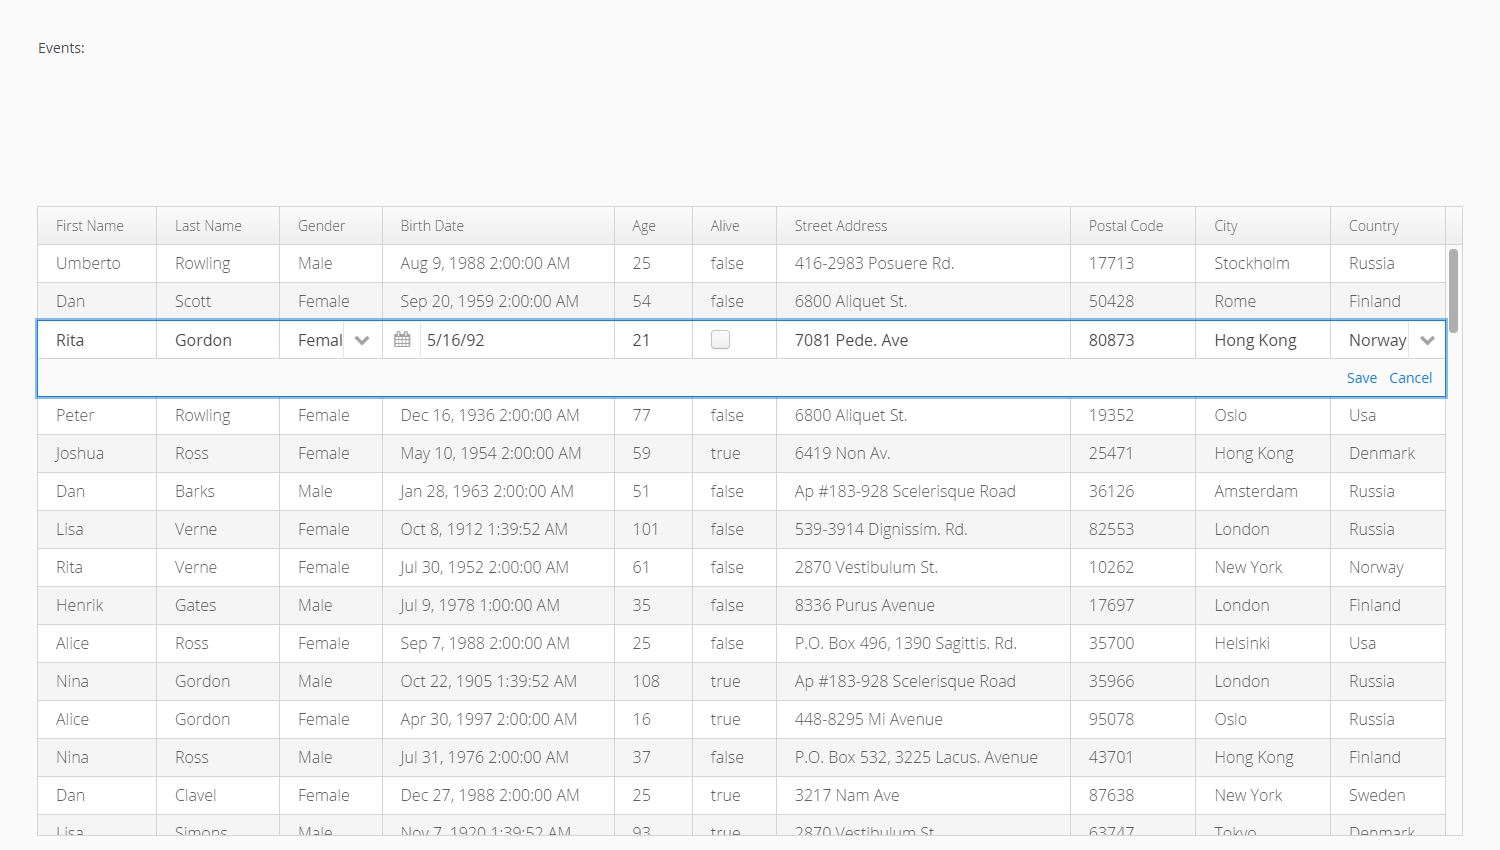 Events:
First Name Last Name Gender Birth Date Age Alive Street Address Postal Code City Country
Umberto Rowling Male Aug 9, 1988 2:00:00 AM 25 false 416-2983 Posuere Rd. 17713 Stockholm Russia
Dan Scott Female Sep 20, 1959 2:00:00 AM 54 false 6800 Aliquet St. 50428 Rome Finland
Rita Gordon Femal 5/16/92 21 7081 Pede. Ave 80873 Hong Kong Norway
Save Cancel
Peter Rowling Female Dec 16, 1936 2:00:00 AM 77 false 6800 Aliquet St. 19352 Oslo Usa
Joshua Ross Female May 10, 1954 2:00:00 AM 59 true 6419 Non Av. 25471 Hong Kong Denmark
Dan Barks Male Jan 28, 1963 2:00:00 AM 51 false Ap #183-928 Scelerisque Road 36126 Amsterdam Russia
Lisa Verne Female Oct 8, 1912 1:39:52 AM 101 false 539-3914 Dignissim. Rd. 82553 London Russia
Rita Verne Female Jul 30, 1952 2:00:00 AM 61 false 2870 Vestibulum St. 10262 New York Norway
Henrik Gates Male Jul 9, 1978 1:00:00 AM 35 false 8336 Purus Avenue 17697 London Finland
Alice Ross Female Sep 7, 1988 2:00:00 AM 25 false P.O. Box 496, 1390 Sagittis. Rd. 35700 Helsinki Usa
Nina Gordon Male Oct 22, 1905 1:39:52 AM 108 true Ap #183-928 Scelerisque Road 35966 London Russia
Alice Gordon Female Apr 30, 1997 2:00:00 AM 16 true 448-8295 Mi Avenue 95078 Oslo Russia
Nina Ross Male Jul 31, 1976 2:00:00 AM 37 false P.O. Box 532, 3225 Lacus. Avenue 43701 Hong Kong Finland
Dan Clavel Female Dec 27, 1988 2:00:00 AM 25 true 3217 Nam Ave 87638 New York Sweden
Lisa Simons Male Nov 7, 1920 1:39:52 AM 93 true 2870 Vestibulum St. 63747 Tokyo Denmark